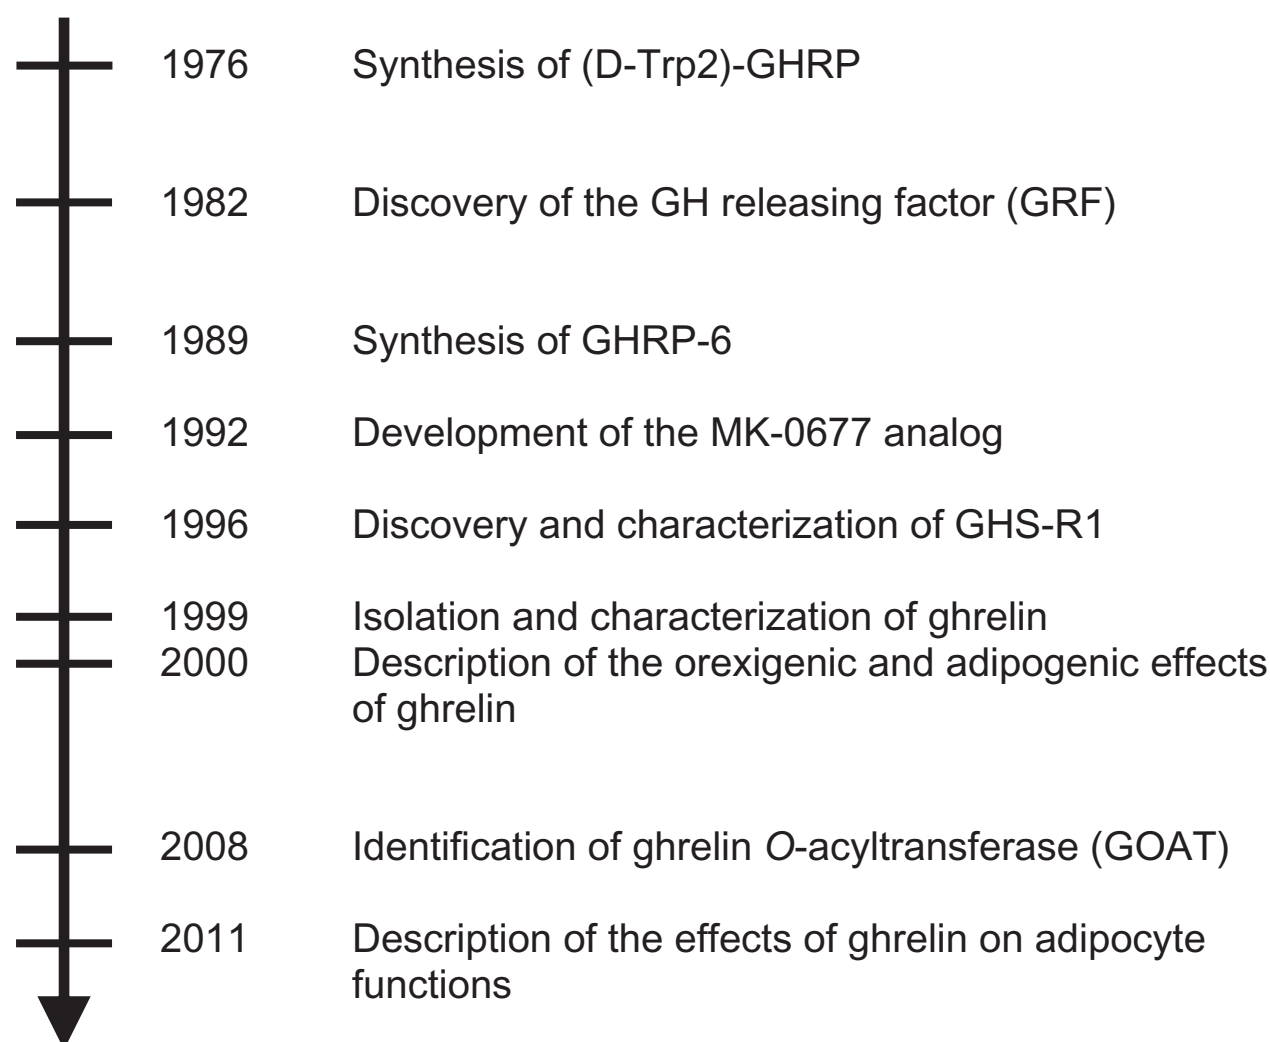 1976 Synthesis of (D-Trp2)-GHRP
1982 Discovery of the GH releasing factor (GRF)
1989 Synthesis of GHRP-6
1992 Development of the MK-0677 analog
1996 Discovery and characterization of GHS-R1
1999 Isolation and characterization of ghrelin
2000 Description of the orexigenic and adipogenic effects
of ghrelin
2008 Identification of ghrelin O-acyltransferase (GOAT)
2011 Description of the effects of ghrelin on adipocyte
functions